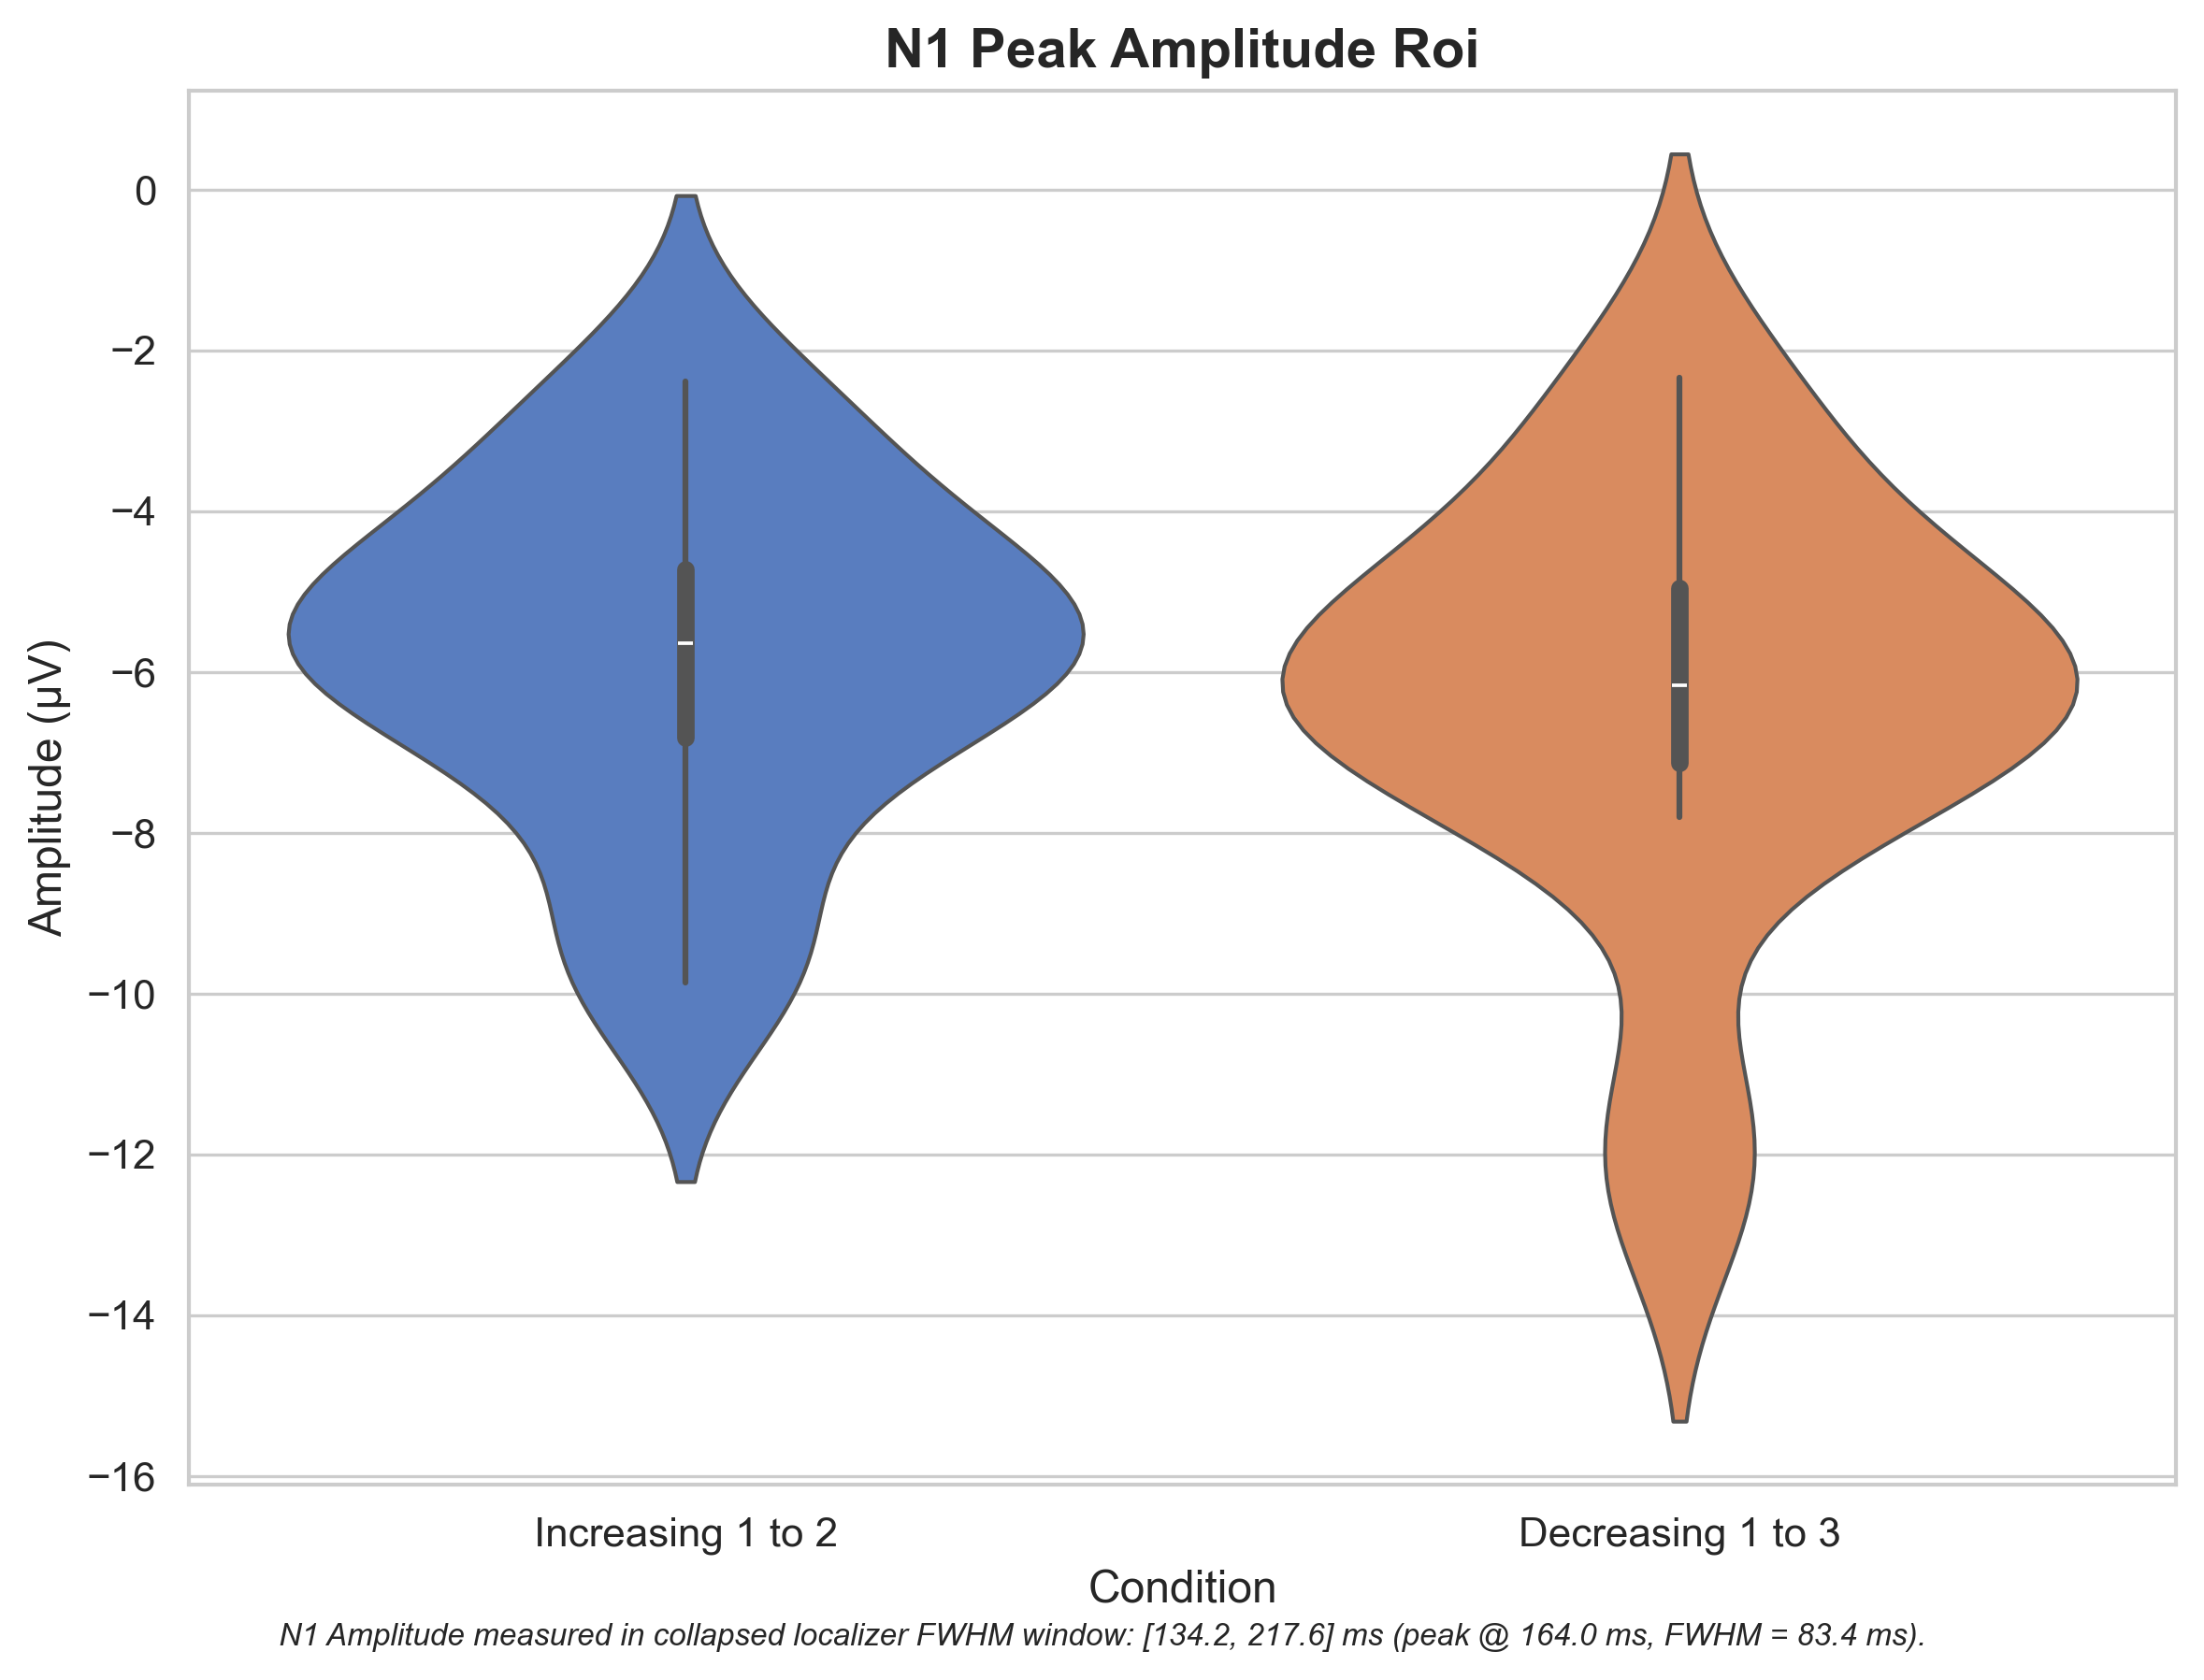 N1 Peak Amplitude Roi
Amplitude (µV)
0
−2
−4
−6
−8
−10
−12
−14
−16
Increasing 1 to 2
Decreasing 1 to 3
Condition
N1 Amplitude measured in collapsed localizer FWHM window: [134.2, 217.6] ms (peak @ 164.0 ms, FWHM = 83.4 ms).